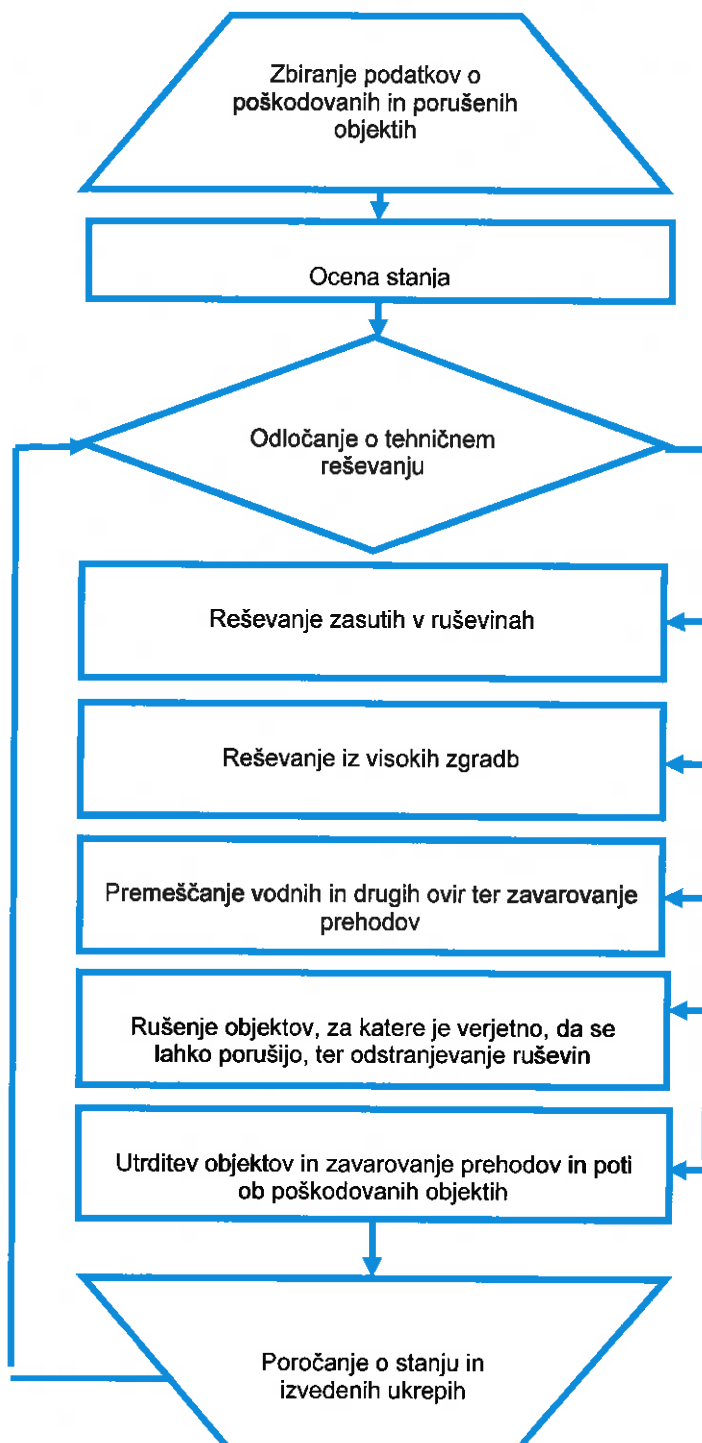 Zbiranje podatkov o
poškodovanih in porušenih
objektih
Ocena stanja
Odločanje o tehničnem
reševanju
Reševanje zasutih v ruševinah
Reševanje iz visokih zgradb
Premeščanje vodnih in drugih ovir ter zavarovanje
prehodov
Rušenje objektov, za katere je verjetno, da se
lahko porušijo, ter odstranjevanje ruševin
Utrditev objektov in zavarovanje prehodov in poti
ob poškodovanih objektih
Poročanje o stanju in
izvedenih ukrepih